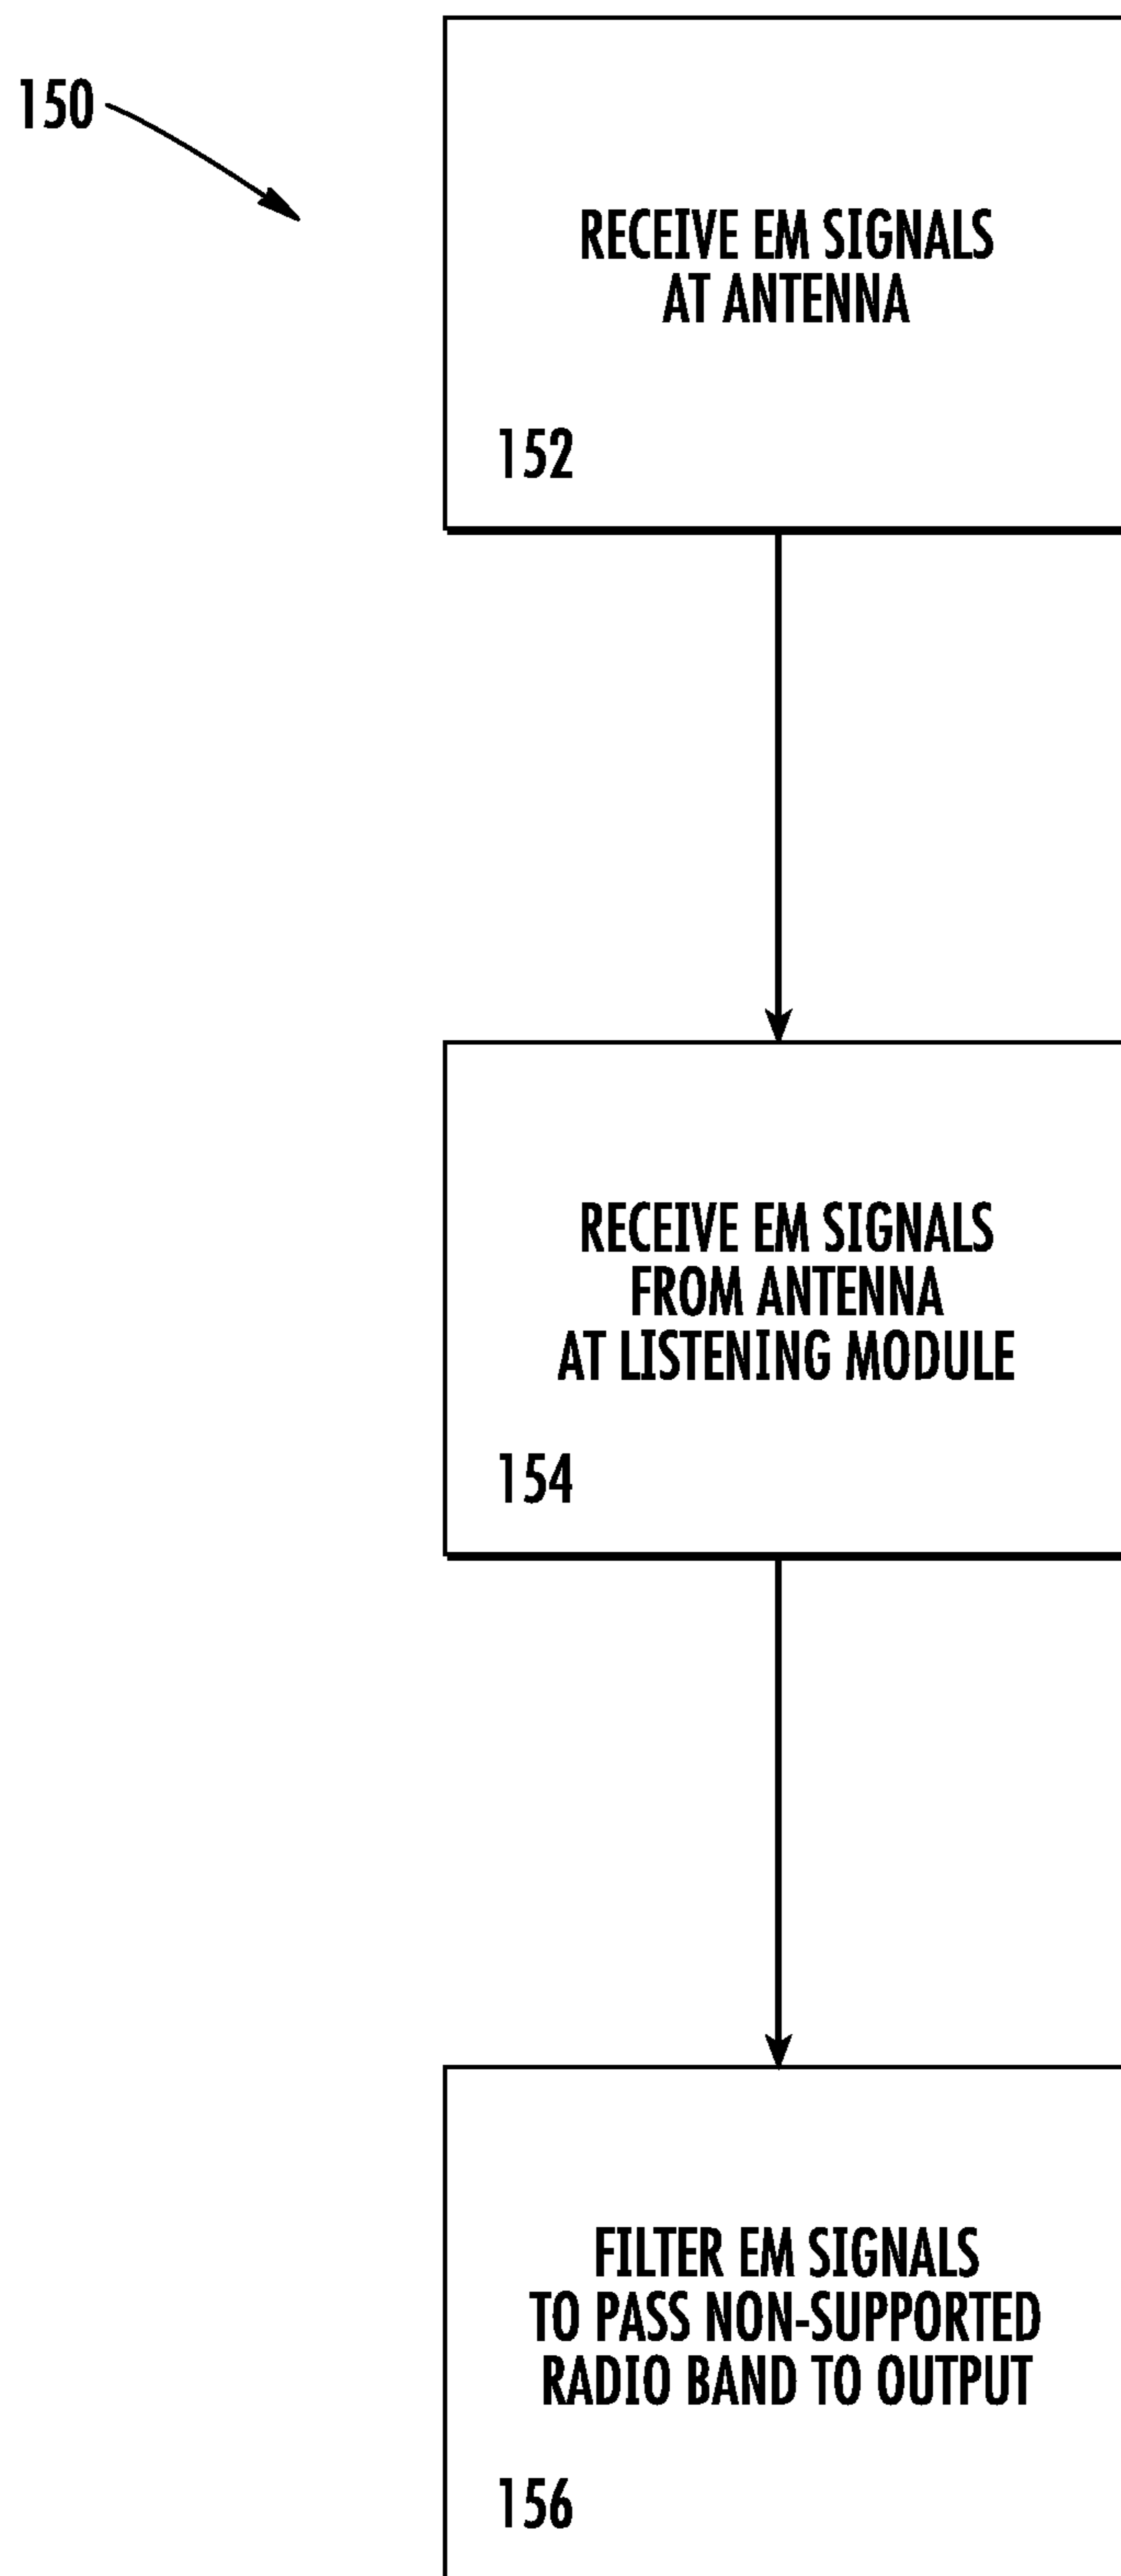 150
RECEIVE EM SIGNALS
AT ANTENNA
152
RECEIVE EM SIGNALS
FROM ANTENNA
AT LISTENING MODULE
154
FILTER EM SIGNALS
TO PASS NON-SUPPORTED
RADIO BAND TO OUTPUT
156